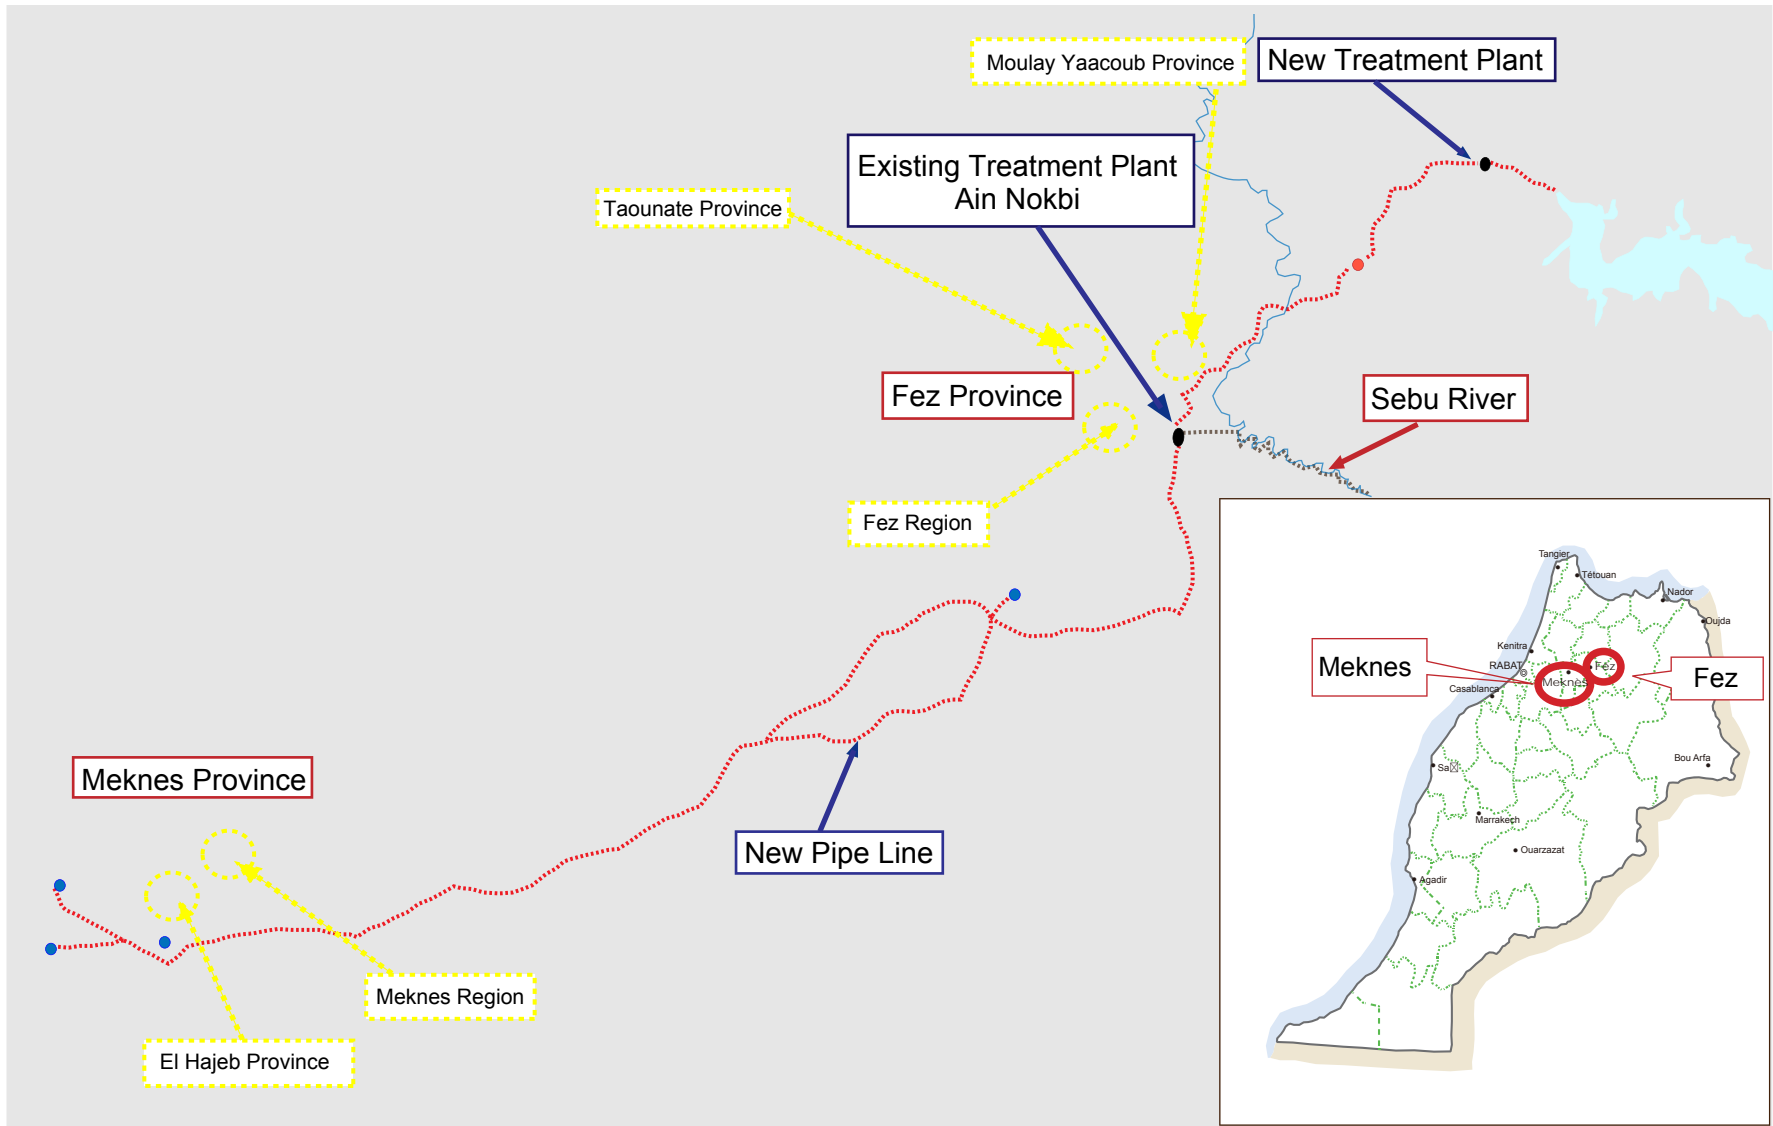 Moulay Yaacoub Province
New Treatment Plant
Existing Treatment Plant
Ain Nokbi
Taounate Province
Fez Province
Sebu River
Fez Region
New Pipe Line
Meknes Province
Meknes Region
El Hajeb Province
Tangier
Tétouan
Nador
Oujda
Kenitra
RABAT
Meknes
Fez
Meknes
Fez
Casablanca
Bou Arfa
Marrakech
Ouarzazat
Agadir